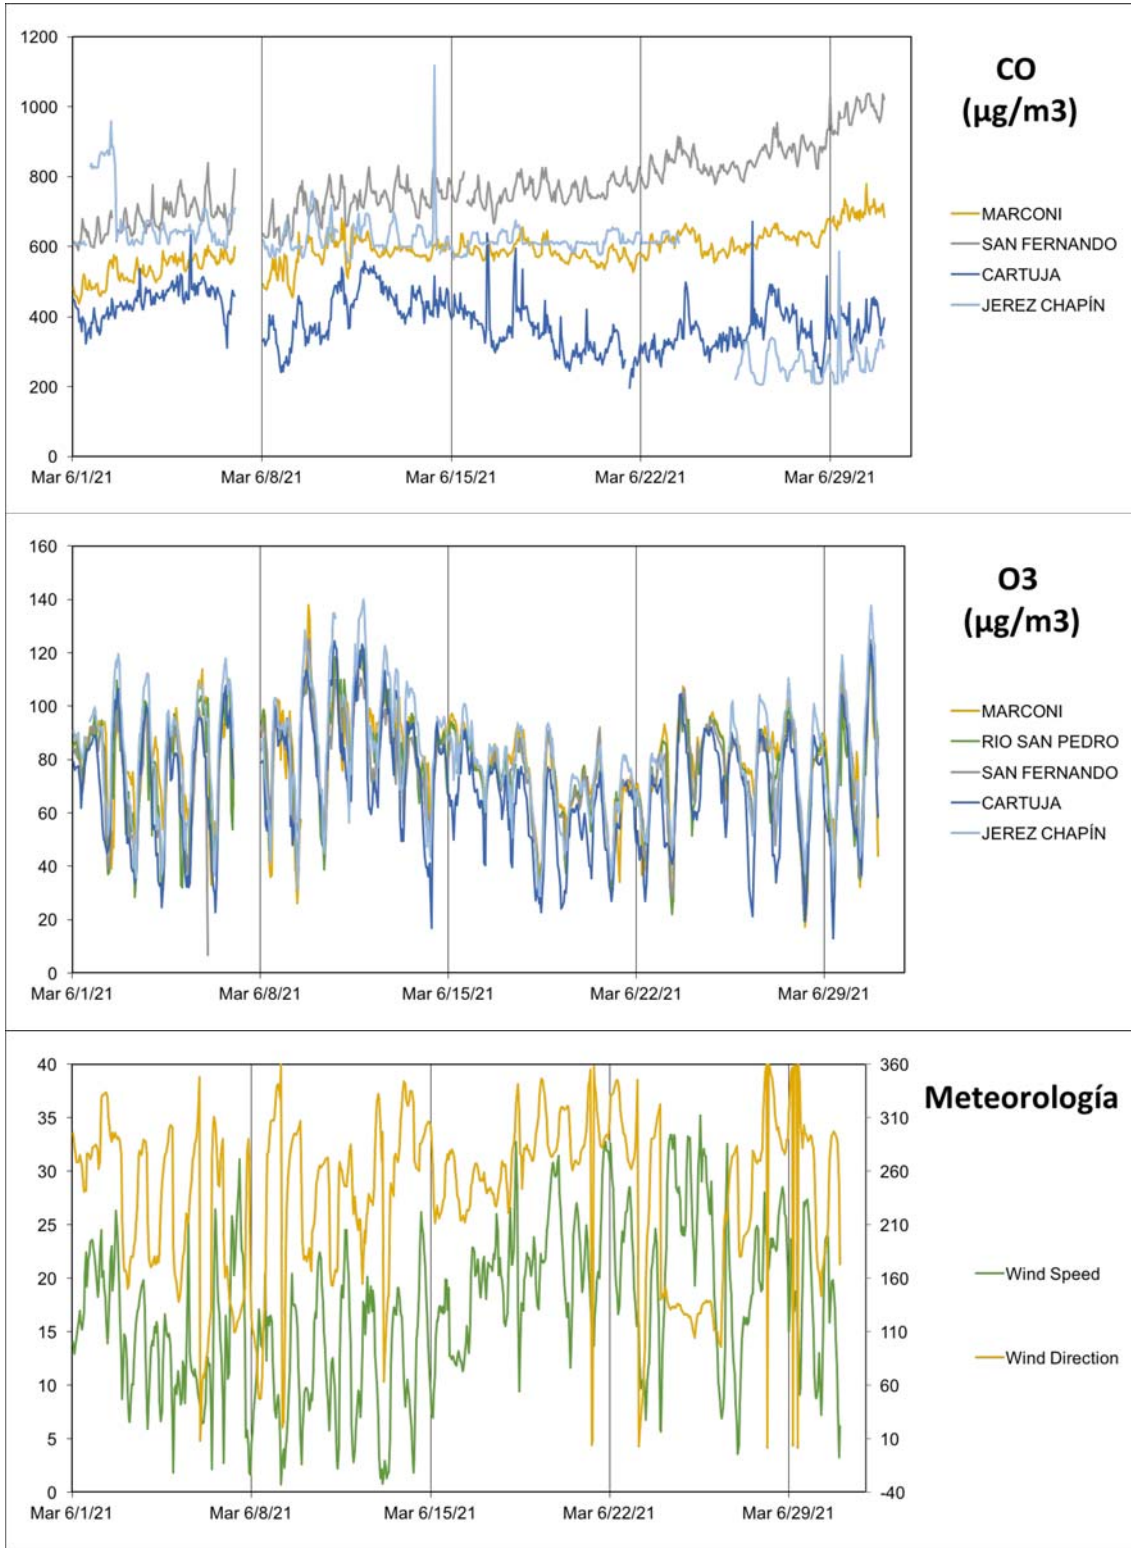 1200
1000
800
600
400
200
0
Mar 6/1/21
Mar 6/8/21
Mar 6/15/21
Mar 6/22/21
Mar 6/29/21
CO
(µg/m3)
MARCONI
SAN FERNANDO
CARTUJA
JEREZ CHAPÍN
160
140
120
100
80
60
40
20
0
Mar 6/1/21
Mar 6/8/21
Mar 6/15/21
Mar 6/22/21
Mar 6/29/21
O3
(µg/m3)
MARCONI
RIO SAN PEDRO
SAN FERNANDO
CARTUJA
JEREZ CHAPÍN
40
35
30
25
20
15
10
5
0
360
310
260
210
160
110
60
10
-40
Mar 6/1/21
Mar 6/8/21
Mar 6/15/21
Mar 6/22/21
Mar 6/29/21
Meteorología
Wind Speed
Wind Direction